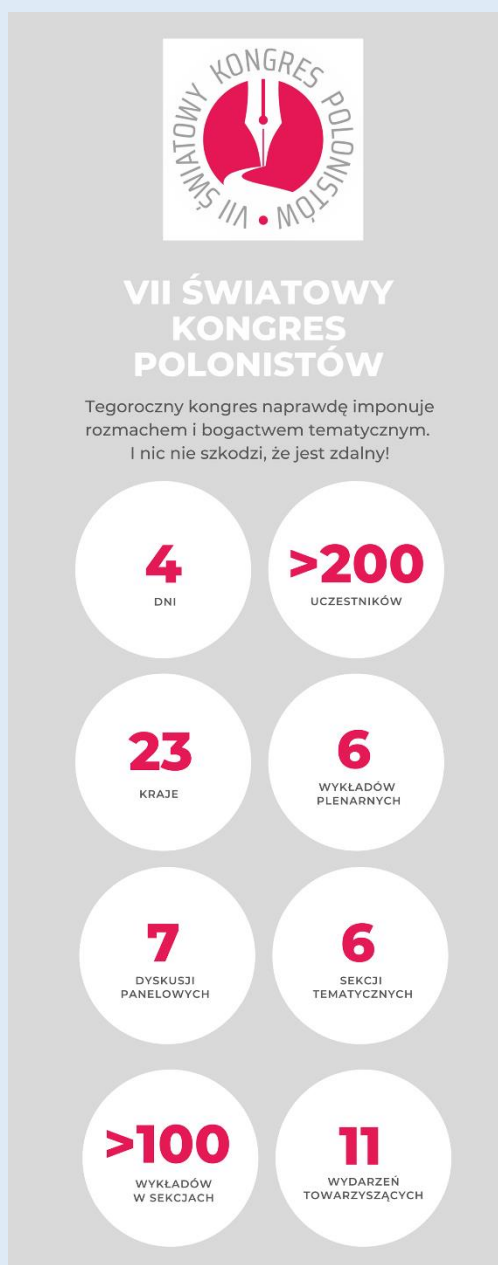 VII ŚWIATOWY KONGRES POLONISTÓW
VII ŚWIATOWY
KONGRES
POLONISTÓW
Tegoroczny kongres naprawdę imponuje
rozmachem i bogactwem tematycznym.
I nic nie szkodzi, że jest zdalny!
4
DNI
>200
UCZESTNIKÓW
23
KRAJE
6
WYKŁADÓW
PLENARNYCH
7
DYSKUSJI
PANELOWYCH
6
SEKCJI
TEMATYCZNYCH
>100
WYKŁADÓW
W SEKCJACH
11
WYDARZEŃ
TOWARZYSZĄCYCH